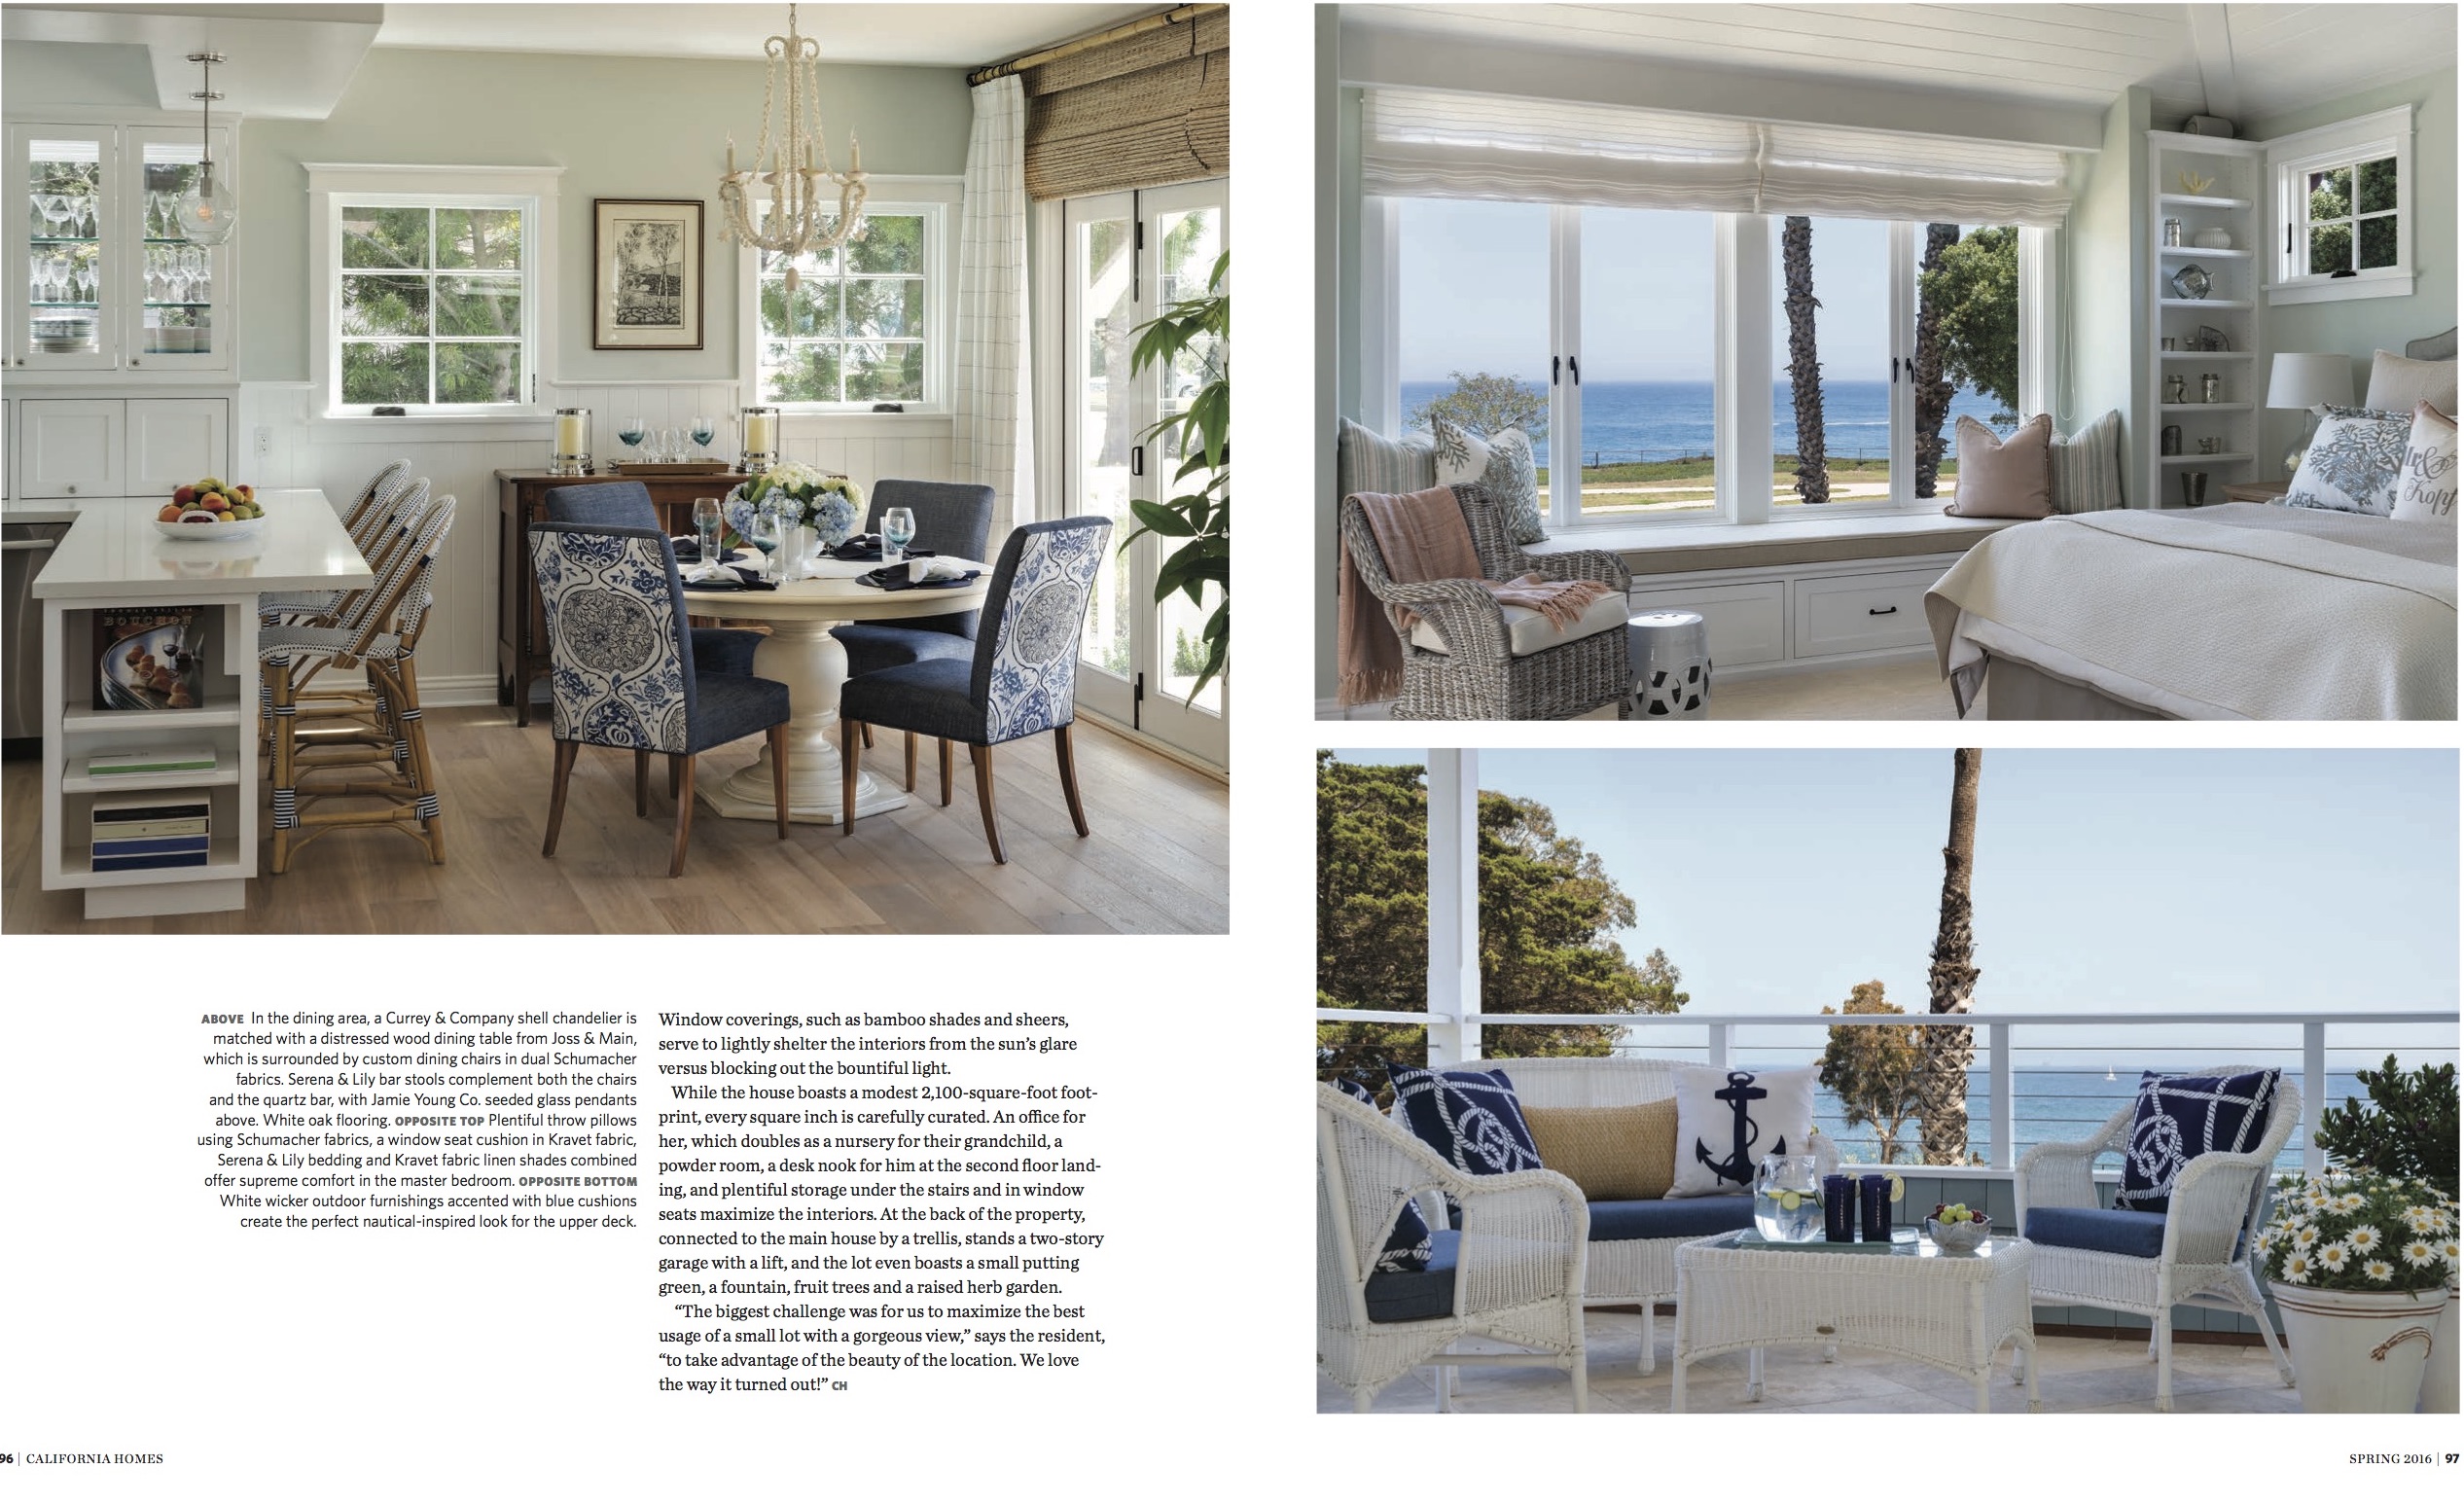 BOUCHON
Mr &
Kopf
ABOVE In the dining area, a Currey & Company shell chandelier is
matched with a distressed wood dining table from Joss & Main,
which is surrounded by custom dining chairs in dual Schumacher
fabrics. Serena & Lily bar stools complement both the chairs
and the quartz bar, with Jamie Young Co. seeded glass pendants
above. White oak flooring. OPPOSITE TOP Plentiful throw pillows
using Schumacher fabrics, a window seat cushion in Kravet fabric,
Serena & Lily bedding and Kravet fabric linen shades combined
offer supreme comfort in the master bedroom. OPPOSITE BOTTOM
White wicker outdoor furnishings accented with blue cushions
create the perfect nautical-inspired look for the upper deck.
Window coverings, such as bamboo shades and sheers,
serve to lightly shelter the interiors from the sun’s glare
versus blocking out the bountiful light.
While the house boasts a modest 2,100-square-foot foot-
print, every square inch is carefully curated. An office for
her, which doubles as a nursery for their grandchild, a
powder room, a desk nook for him at the second floor land-
ing, and plentiful storage under the stairs and in window
seats maximize the interiors. At the back of the property,
connected to the main house by a trellis, stands a two-story
garage with a lift, and the lot even boasts a small putting
green, a fountain, fruit trees and a raised herb garden.
“The biggest challenge was for us to maximize the best
usage of a small lot with a gorgeous view,” says the resident,
“to take advantage of the beauty of the location. We love
the way it turned out!” CH
96 | CALIFORNIA HOMES
SPRING 2016 | 97